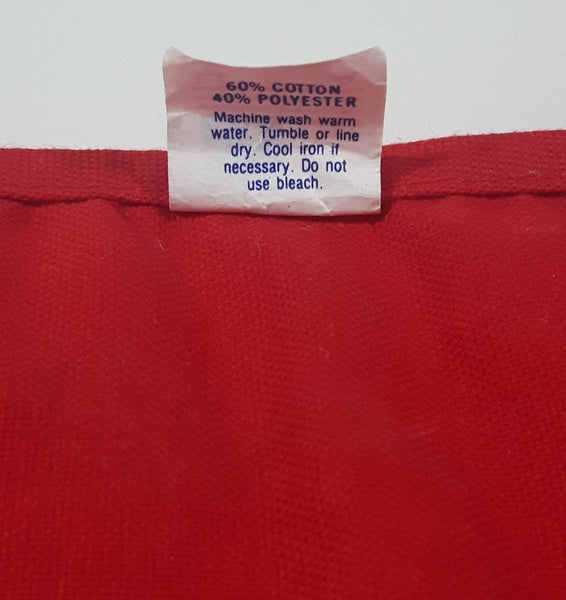 60% COTTON
40% POLYESTER
Machine wash warm
water. Tumble or line
dry. Cool iron if
necessary. Do not
use bleach.